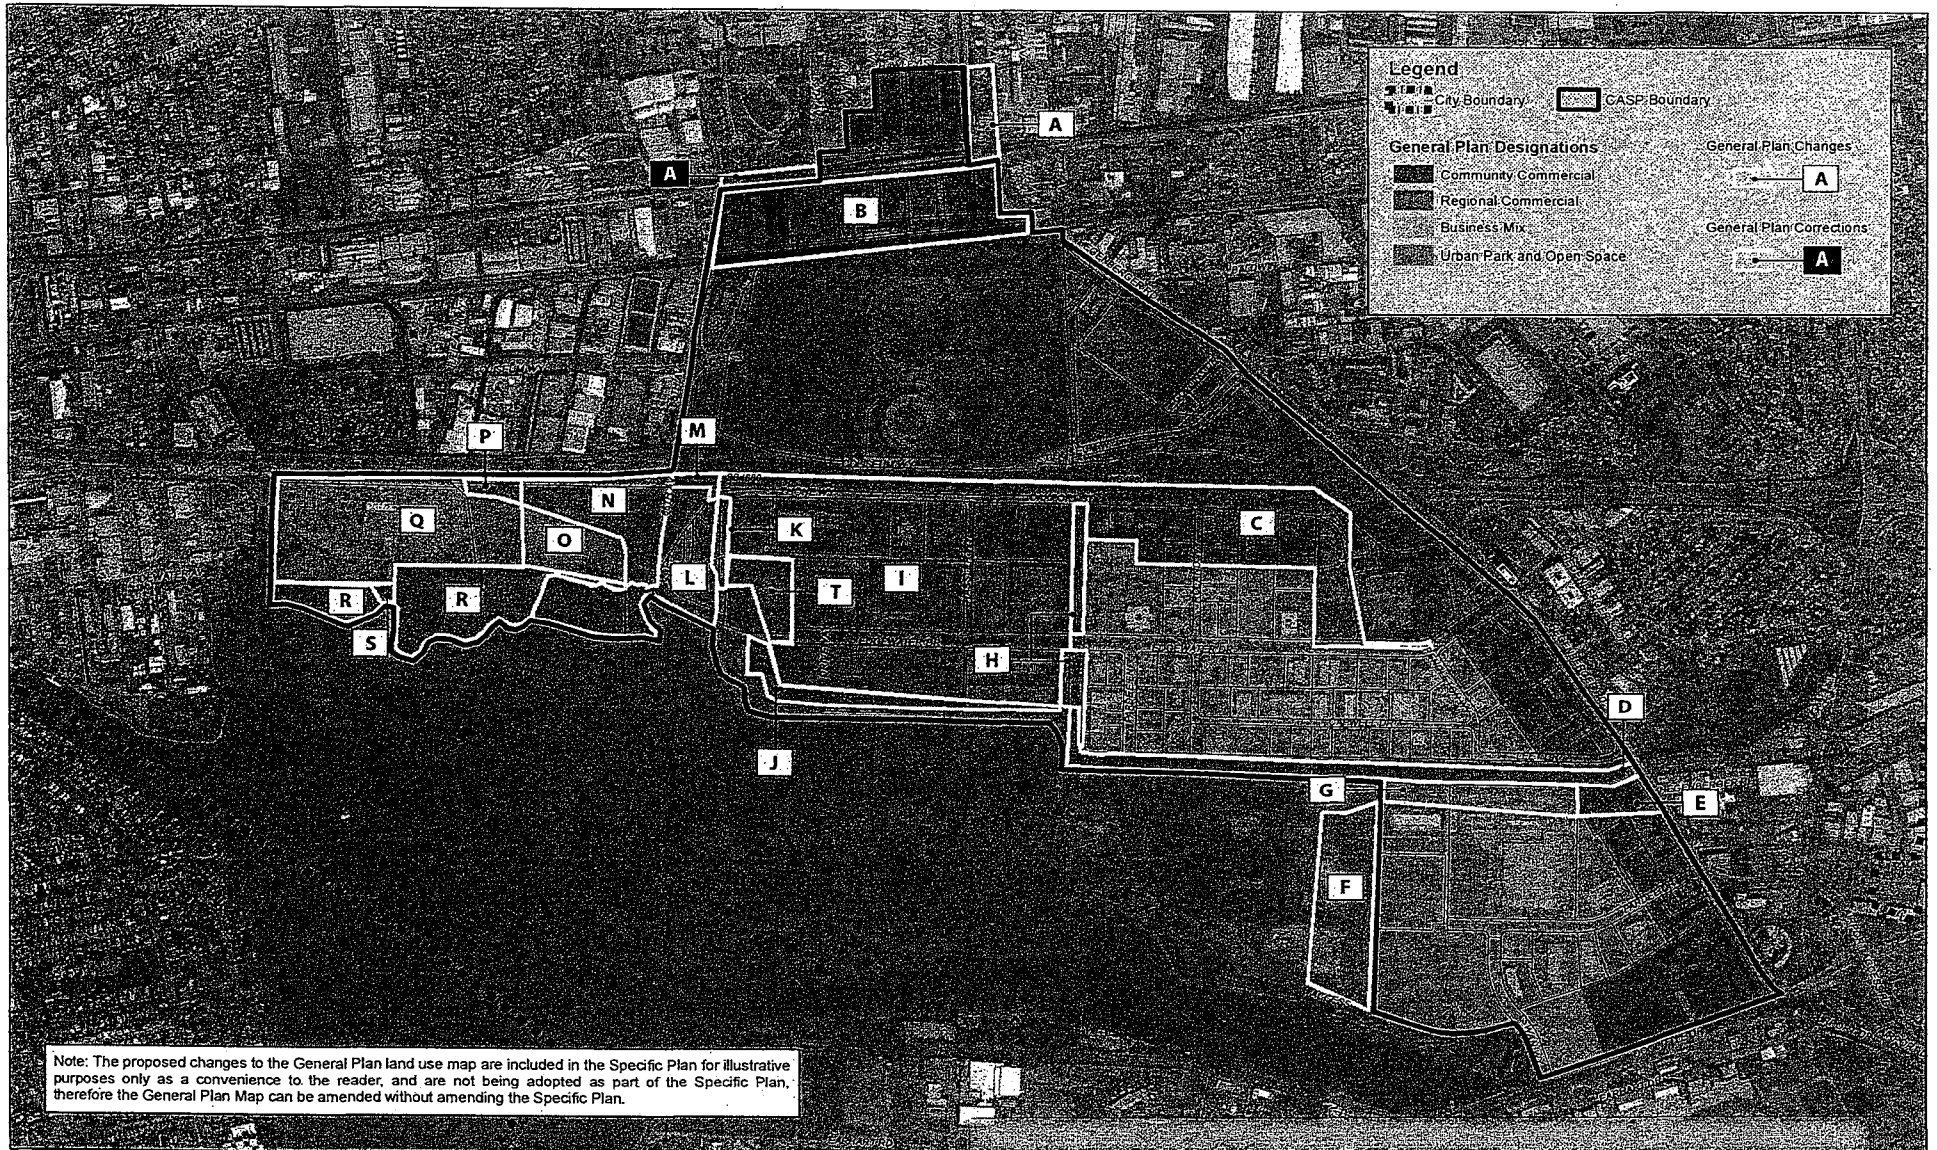 Legend
City Boundary
CASP Boundary
General Plan Designations
General Plan Changes
Community Commercial
A
Regional Commercial
Business Mix
General Plan Corrections
Urban Park and Open Space
A
A
A
B
M
P
N
C
Q
K
O
L
I
T
R
R
S
H
D
J
G
E
F
Note: The proposed changes to the General Plan land use map are included in the Specific Plan for illustrative
purposes only as a convenience to the reader, and are not being adopted as part of the Specific Plan,
therefore the General Plan Map can be amended without amending the Specific Plan.